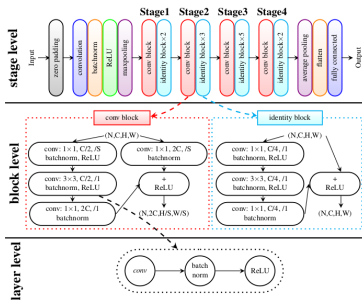 Stage1 Stage2 Stage3 Stage4
stage level
Input
zero padding
convolution
batchnorm
ReLU
maxpooling
conv block
identity block×2
conv block
identity block×3
conv block
identity block×5
conv block
identity block×2
average pooling
flatten
fully connected
Output
block level
conv block
(N,C,H,W)
conv: 1×1, C/2, /S
batchnorm, ReLU
conv: 1×1, 2C, /S
batchnorm
conv: 3×3, C/2, /1
batchnorm, ReLU
+
ReLU
conv: 1×1, 2C, /1
batchnorm
(N,2C,H/S,W/S)
identity block
(N,C,H,W)
conv: 1×1, C/4, /1
batchnorm, ReLU
conv: 3×3, C/4, /1
batchnorm, ReLU
+
ReLU
conv: 1×1, C, /1
batchnorm
(N,C,H,W)
layer level
conv
batch
norm
ReLU